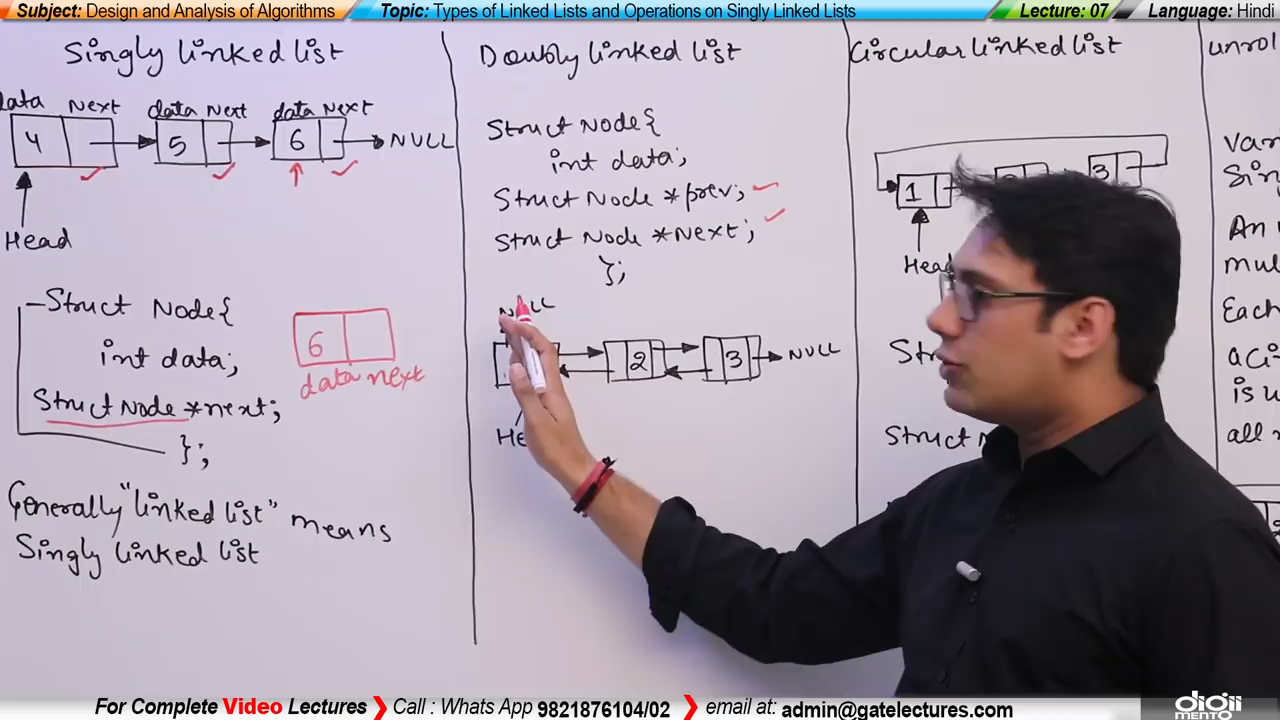 Subject: Design and Analysis of Algorithms
Topic: Types of Linked Lists and Operations on Singly Linked Lists
Lecture: 07
Language: Hindi
Singly linked list
data Next data Next data Next
4 5 6 NULL
Head
Struct Node{
int data;
Struct Node *next;
};
6
data next
Generally "linked list" means
Singly linked list
Doubly linked list
Struct Node{
int data;
Struct Node *prev;
Struct Node *Next;
};
NULL
2 3 NULL
Circular linked list
1 3
Head
Struct
unrol
Var
Sin
An
mul
Each
a Ci
is u
all
For Complete Video Lectures
Call : Whats App 9821876104/02
email at: admin@gatelectures.com
digii
MENTO